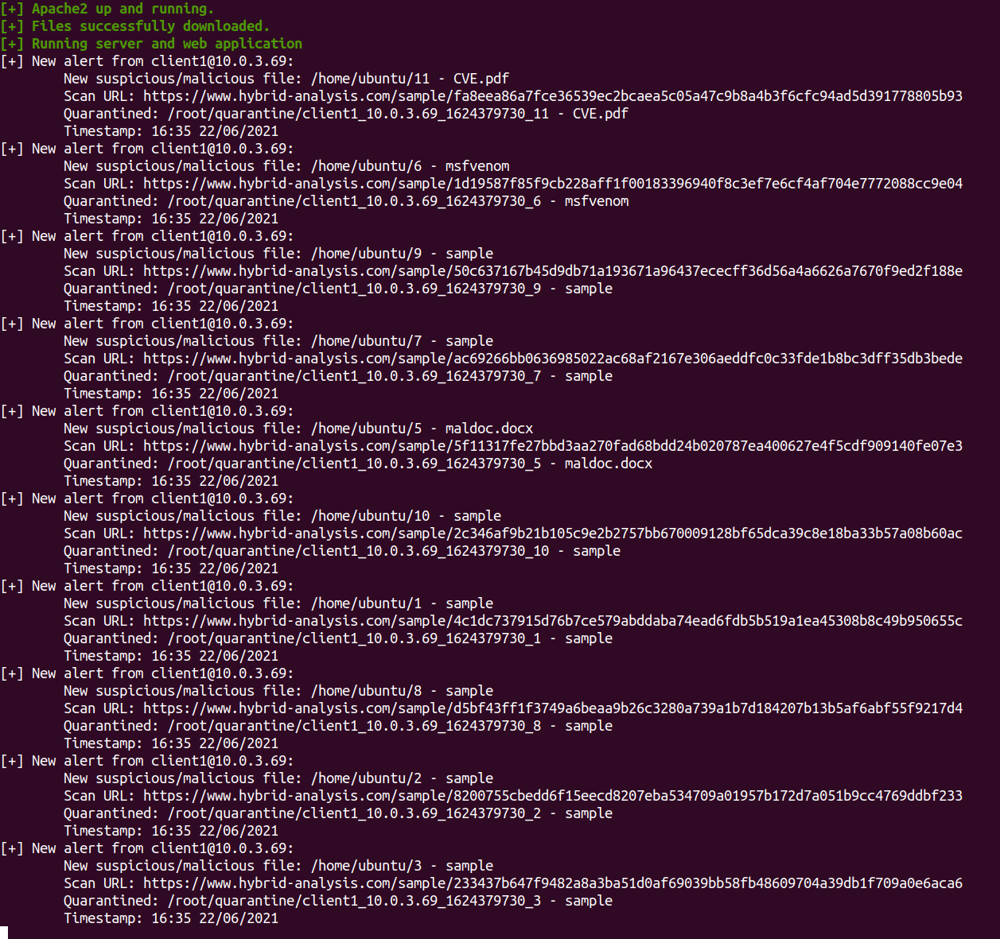 [+] Apache2 up and running.
[+] Files successfully downloaded.
[+] Running server and web application
[+] New alert from client1@10.0.3.69:
New suspicious/malicious file: /home/ubuntu/11 - CVE.pdf
Scan URL: https://www.hybrid-analysis.com/sample/fa8eea86a7fce36539ec2bcaea5c05a47c9b8a4b3f6cfc94ad5d391778805b93
Quarantined: /root/quarantine/client1_10.0.3.69_1624379730_11 - CVE.pdf
Timestamp: 16:35 22/06/2021
[+] New alert from client1@10.0.3.69:
New suspicious/malicious file: /home/ubuntu/6 - msfvenom
Scan URL: https://www.hybrid-analysis.com/sample/1d19587f85f9cb228aff1f00183396940f8c3ef7e6cf4af704e7772088cc9e04
Quarantined: /root/quarantine/client1_10.0.3.69_1624379730_6 - msfvenom
Timestamp: 16:35 22/06/2021
[+] New alert from client1@10.0.3.69:
New suspicious/malicious file: /home/ubuntu/9 - sample
Scan URL: https://www.hybrid-analysis.com/sample/50c637167b45d9db71a193671a96437ececff36d56a4a6626a7670f9ed2f188e
Quarantined: /root/quarantine/client1_10.0.3.69_1624379730_9 - sample
Timestamp: 16:35 22/06/2021
[+] New alert from client1@10.0.3.69:
New suspicious/malicious file: /home/ubuntu/7 - sample
Scan URL: https://www.hybrid-analysis.com/sample/ac69266bb0636985022ac68af2167e306aeddfc0c33fde1b8bc3dff35db3bede
Quarantined: /root/quarantine/client1_10.0.3.69_1624379730_7 - sample
Timestamp: 16:35 22/06/2021
[+] New alert from client1@10.0.3.69:
New suspicious/malicious file: /home/ubuntu/5 - maldoc.docx
Scan URL: https://www.hybrid-analysis.com/sample/5f11317fe27bbd3aa270fad68bdd24b020787ea400627e4f5cdf909140fe07e3
Quarantined: /root/quarantine/client1_10.0.3.69_1624379730_5 - maldoc.docx
Timestamp: 16:35 22/06/2021
[+] New alert from client1@10.0.3.69:
New suspicious/malicious file: /home/ubuntu/10 - sample
Scan URL: https://www.hybrid-analysis.com/sample/2c346af9b21b105c9e2b2757bb670009128bf65dca39c8e18ba33b57a08b60ac
Quarantined: /root/quarantine/client1_10.0.3.69_1624379730_10 - sample
Timestamp: 16:35 22/06/2021
[+] New alert from client1@10.0.3.69:
New suspicious/malicious file: /home/ubuntu/1 - sample
Scan URL: https://www.hybrid-analysis.com/sample/4c1dc737915d76b7ce579abddaba74ead6fdb5b519a1ea45308b8c49b950655c
Quarantined: /root/quarantine/client1_10.0.3.69_1624379730_1 - sample
Timestamp: 16:35 22/06/2021
[+] New alert from client1@10.0.3.69:
New suspicious/malicious file: /home/ubuntu/8 - sample
Scan URL: https://www.hybrid-analysis.com/sample/d5bf43ff1f3749a6beaa9b26c3280a739a1b7d184207b13b5af6abf55f9217d4
Quarantined: /root/quarantine/client1_10.0.3.69_1624379730_8 - sample
Timestamp: 16:35 22/06/2021
[+] New alert from client1@10.0.3.69:
New suspicious/malicious file: /home/ubuntu/2 - sample
Scan URL: https://www.hybrid-analysis.com/sample/8200755cbedd6f15eecd8207eba534709a01957b172d7a051b9cc4769ddbf233
Quarantined: /root/quarantine/client1_10.0.3.69_1624379730_2 - sample
Timestamp: 16:35 22/06/2021
[+] New alert from client1@10.0.3.69:
New suspicious/malicious file: /home/ubuntu/3 - sample
Scan URL: https://www.hybrid-analysis.com/sample/233437b647f9482a8a3ba51d0af69039bb58fb48609704a39db1f709a0e6aca6
Quarantined: /root/quarantine/client1_10.0.3.69_1624379730_3 - sample
Timestamp: 16:35 22/06/2021